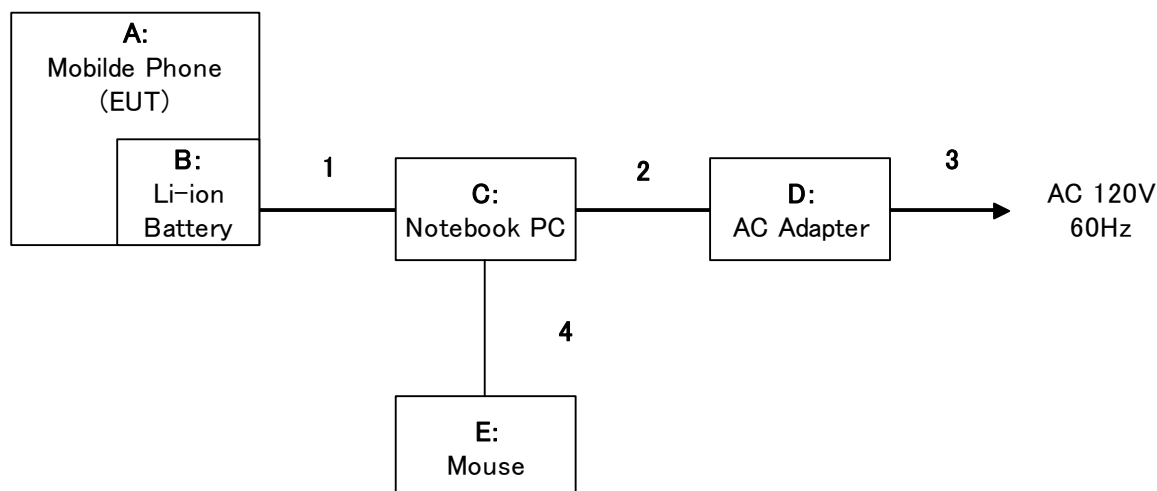 A:
Mobilde Phone
(EUT)
B:
Li-ion
Battery
1
C:
Notebook PC
2
D:
AC Adapter
3
AC 120V
60Hz
4
E:
Mouse